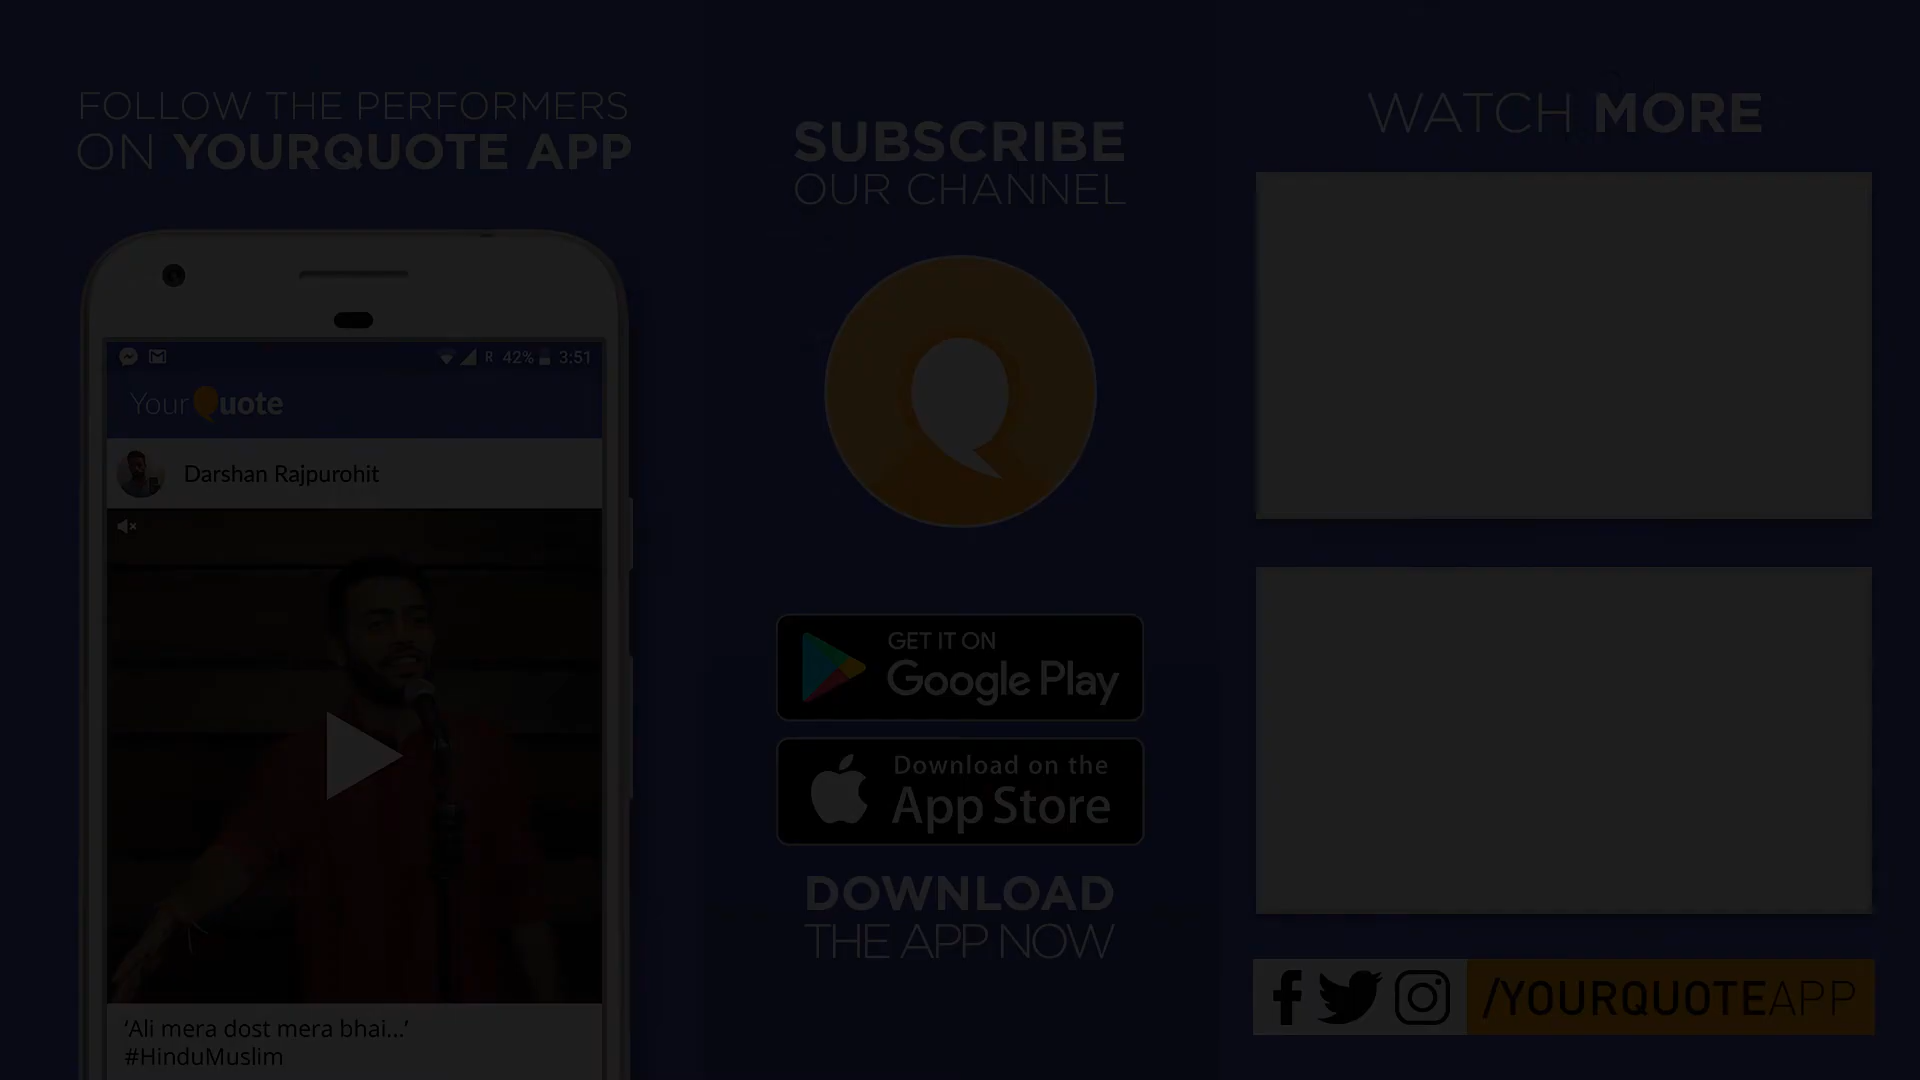 FOLLOW THE PERFORMERS
ON YOURQUOTE APP
R 42% 3:51
YourQuote
Darshan Rajpurohit
'Ali mera dost mera bhai...'
#HinduMuslim
SUBSCRIBE
OUR CHANNEL
GET IT ON
Google Play
Download on the
App Store
DOWNLOAD
THE APP NOW
WATCH MORE
/YOURQUOTEAPP